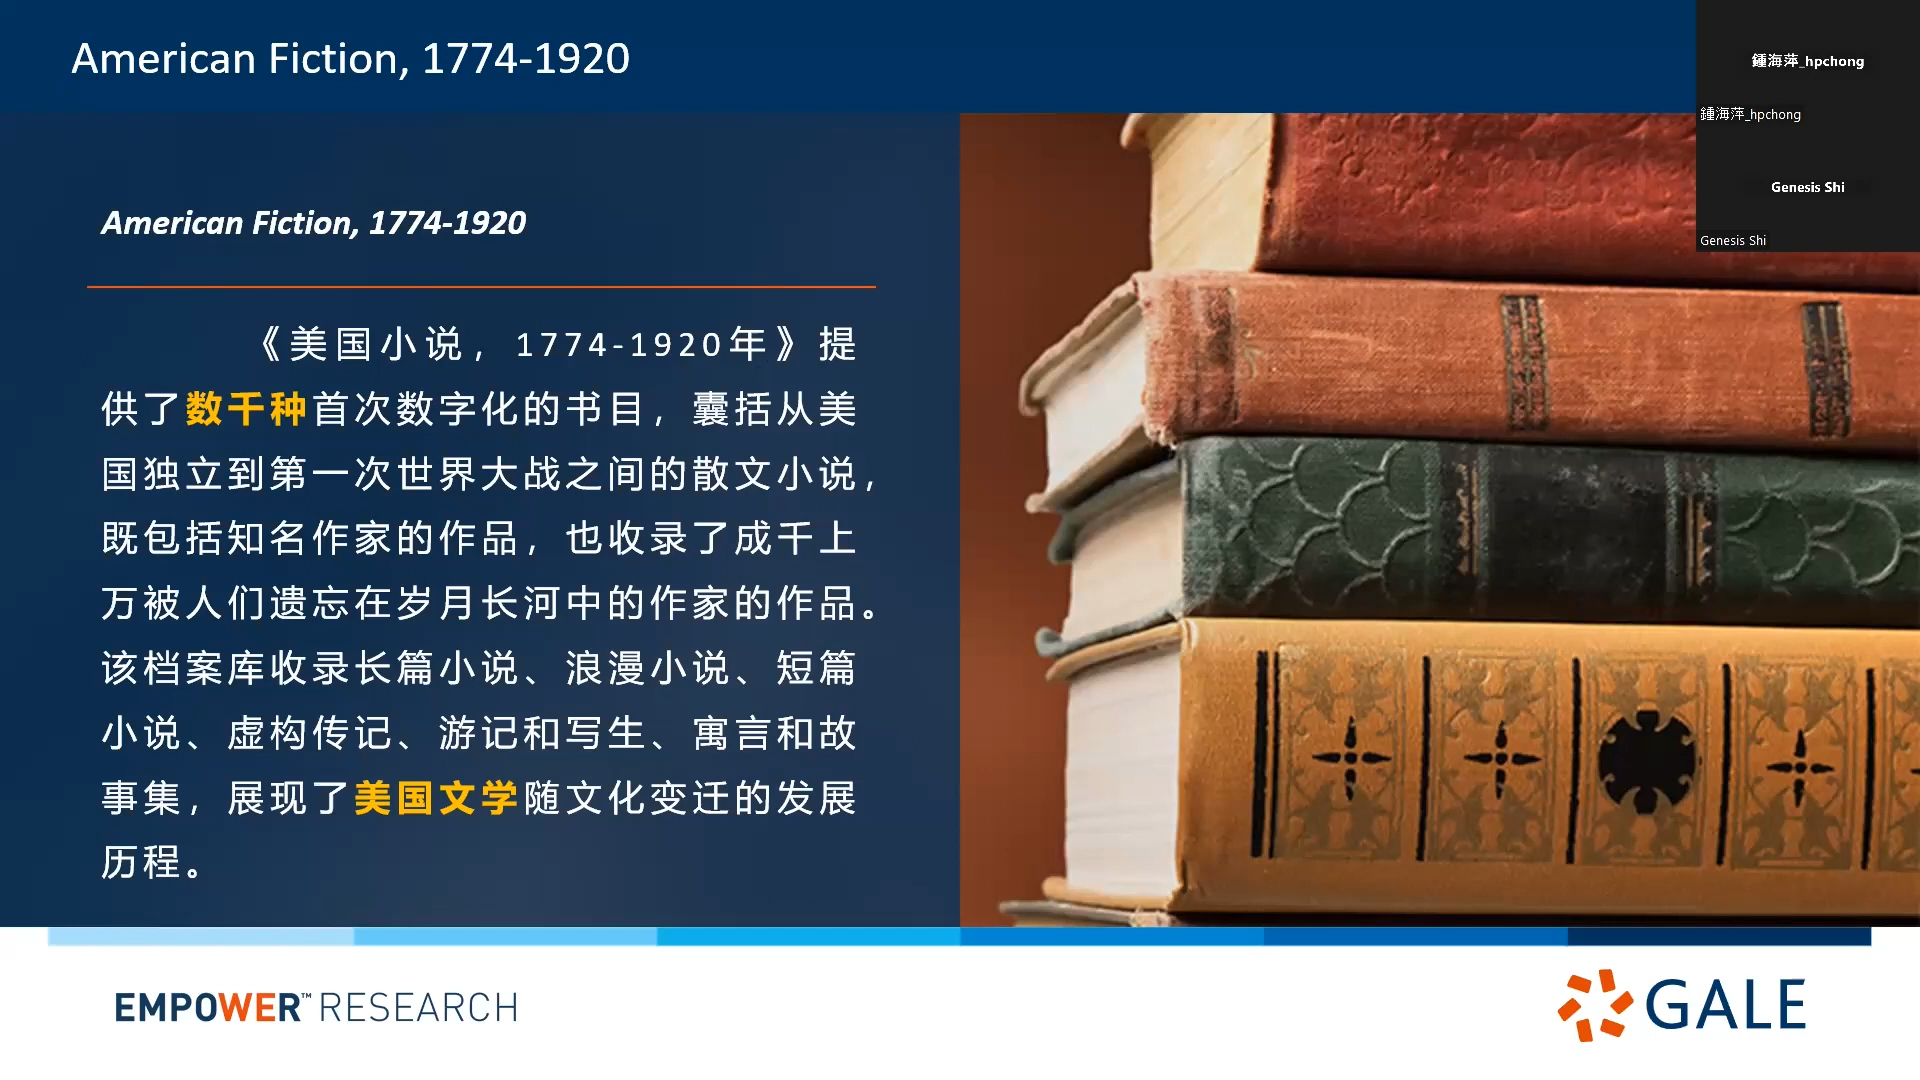 American Fiction, 1774-1920
鍾海萍_hpchong
鍾海萍_hpchong
Genesis Shi
Genesis Shi
American Fiction, 1774-1920
《美国小说，1774-1920年》提
供了数千种首次数字化的书目，囊括从美
国独立到第一次世界大战之间的散文小说，
既包括知名作家的作品，也收录了成千上
万被人们遗忘在岁月长河中的作家的作品。
该档案库收录长篇小说、浪漫小说、短篇
小说、虚构传记、游记和写生、寓言和故
事集，展现了美国文学随文化变迁的发展
历程。
EMPOWER™ RESEARCH
GALE